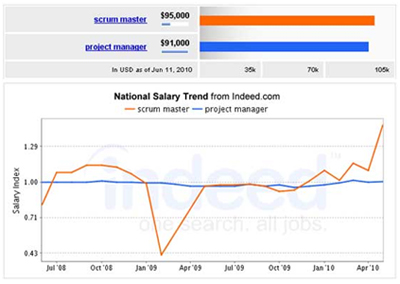 scrum master $95,000
project manager $91,000
In USD as of Jun 11, 2010 35k 70k 105k
National Salary Trend from Indeed.com
scrum master project manager
Salary Index
1.29
1.00
0.71
0.43
indeed
one search. all jobs.
Jul '08 Oct '08 Jan '09 Apr '09 Jul '09 Oct '09 Jan '10 Apr '10